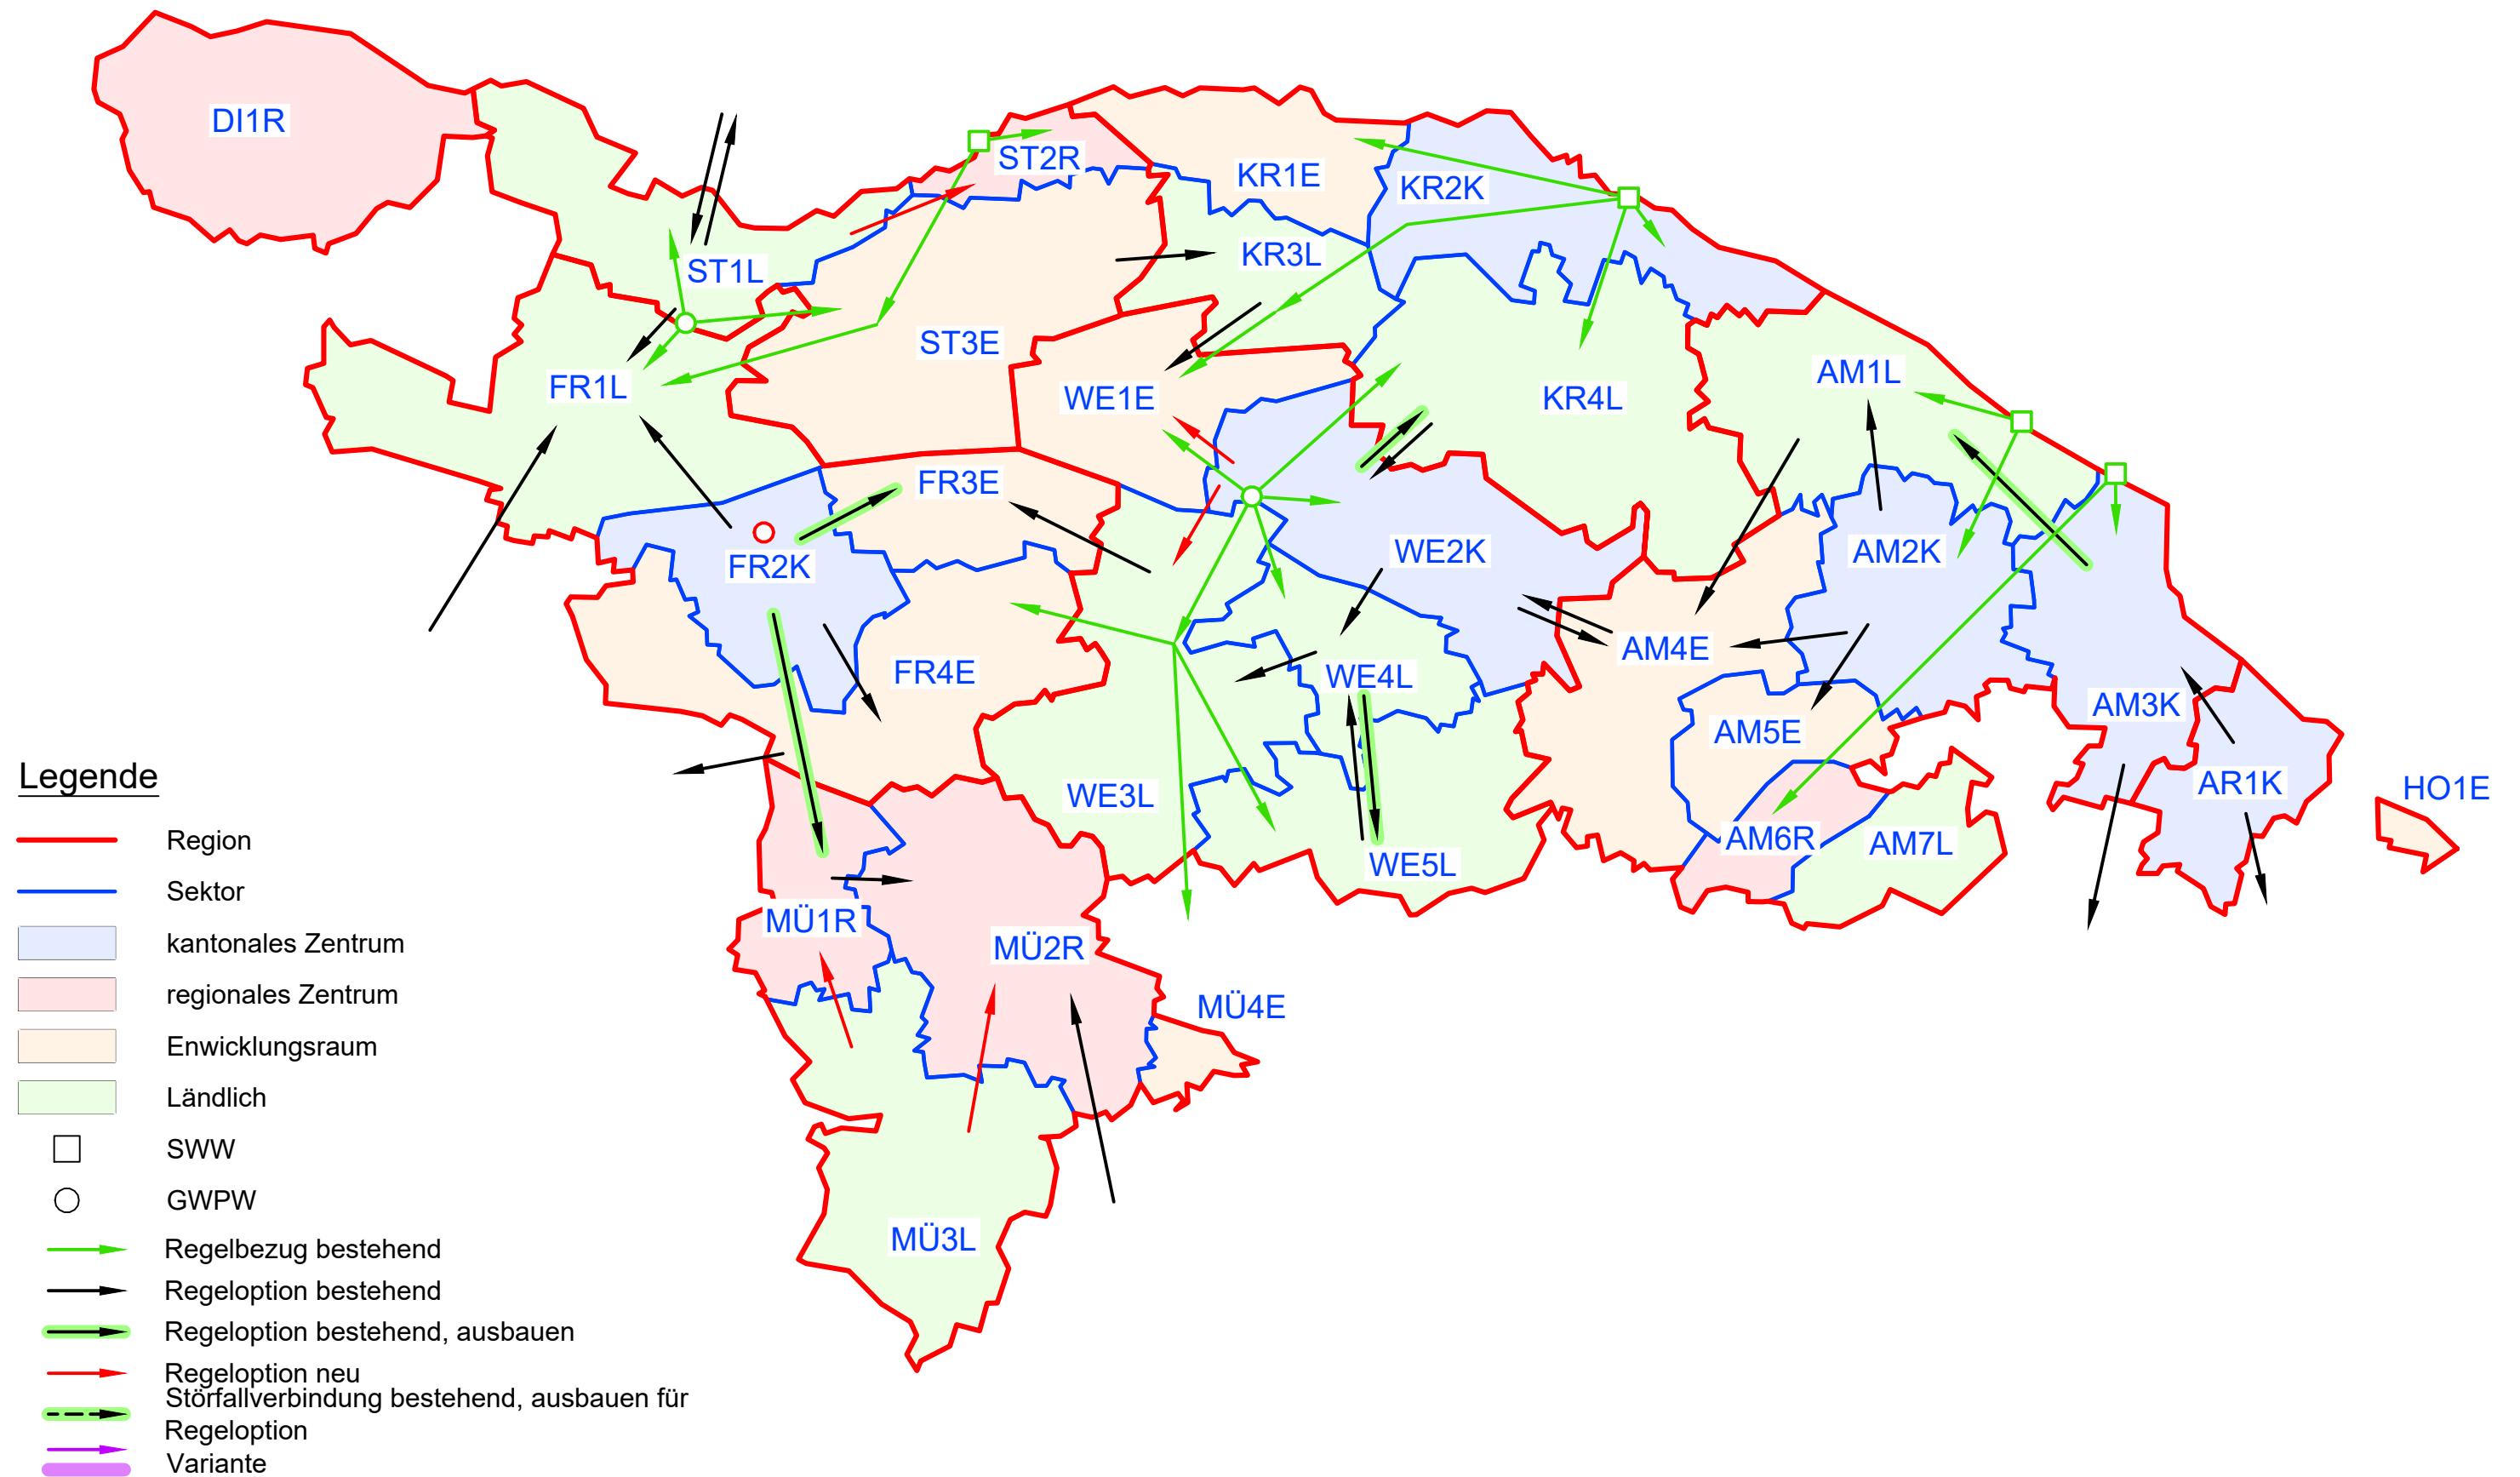 DI1R
ST2R
KR1E
KR2K
KR3L
ST1L
ST3E
FR1L
WE1E
KR4L
AM1L
FR3E
FR2K
WE2K
AM2K
FR4E
WE4L
AM4E
AM3K
AM5E
WE3L
WE5L
AM6R
AM7L
AR1K
HO1E
MÜ1R
MÜ2R
MÜ4E
MÜ3L
Legende
Region
Sektor
kantonales Zentrum
regionales Zentrum
Enwicklungsraum
Ländlich
SWW
GWPW
Regelbezug bestehend
Regeloption bestehend
Regeloption bestehend, ausbauen
Regeloption neu
Störfallverbindung bestehend, ausbauen für
Regeloption
Variante